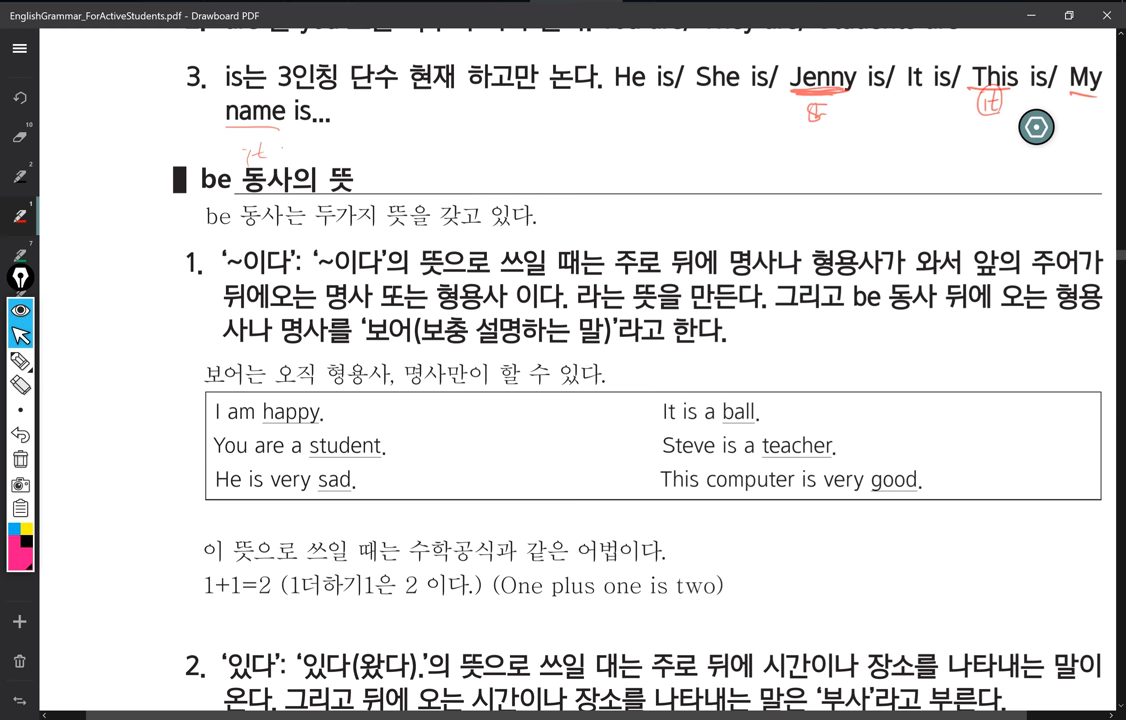 EnglishGrammar_ForActiveStudents.pdf - Drawboard PDF
3. is는 3인칭 단수 현재 하고만 논다. He is/ She is/ Jenny is/ It is/ This is/ My
name is...
it
it
be 동사의 뜻
be 동사는 두가지 뜻을 갖고 있다.
1. ‘~이다’: ‘~이다’의 뜻으로 쓰일 때는 주로 뒤에 명사나 형용사가 와서 앞의 주어가
뒤에오는 명사 또는 형용사 이다. 라는 뜻을 만든다. 그리고 be 동사 뒤에 오는 형용
사나 명사를 ‘보어(보충 설명하는 말)’라고 한다.
보어는 오직 형용사, 명사만이 할 수 있다.
I am happy. It is a ball.
You are a student. Steve is a teacher.
He is very sad. This computer is very good.
이 뜻으로 쓰일 때는 수학공식과 같은 어법이다.
1+1=2 (1더하기1은 2 이다.) (One plus one is two)
2. ‘있다’: ‘있다(왔다).’의 뜻으로 쓰일 대는 주로 뒤에 시간이나 장소를 나타내는 말이
온다. 그리고 뒤에 오는 시간이나 장소를 나타내는 말은 ‘부사’라고 부른다.
10
2
1
7